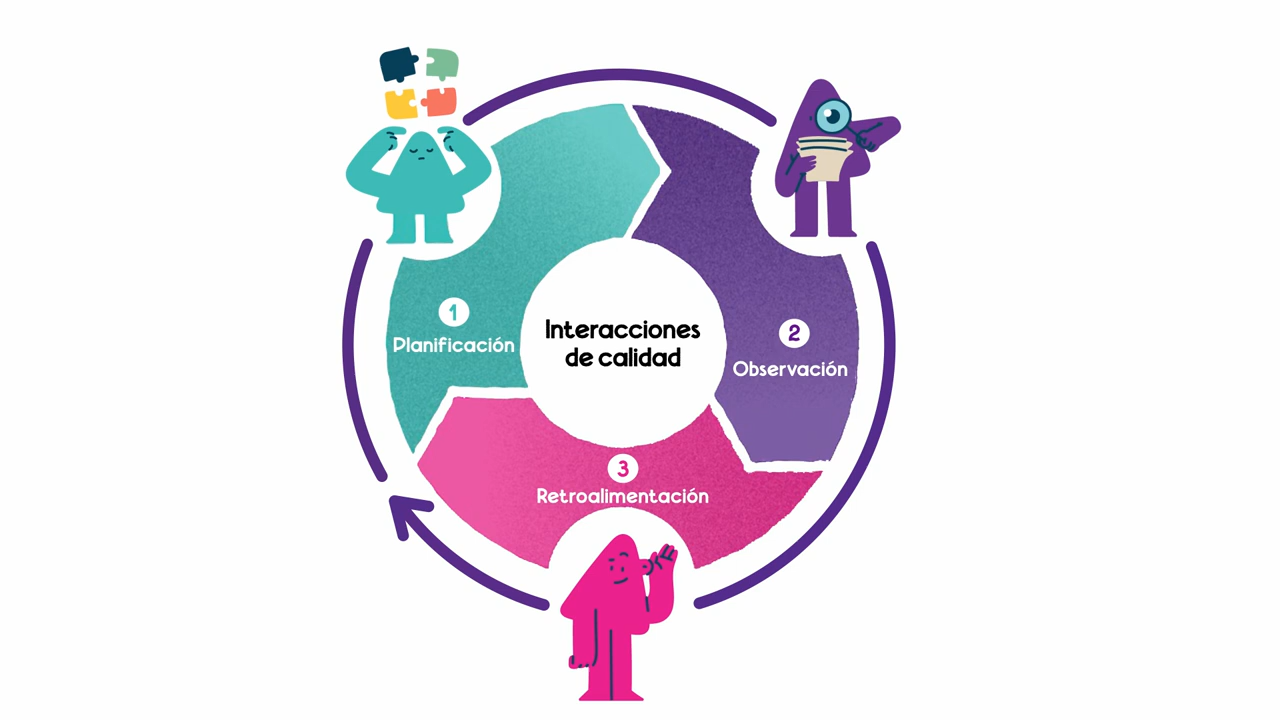 Interacciones
de calidad
1
Planificación
2
Observación
3
Retroalimentación